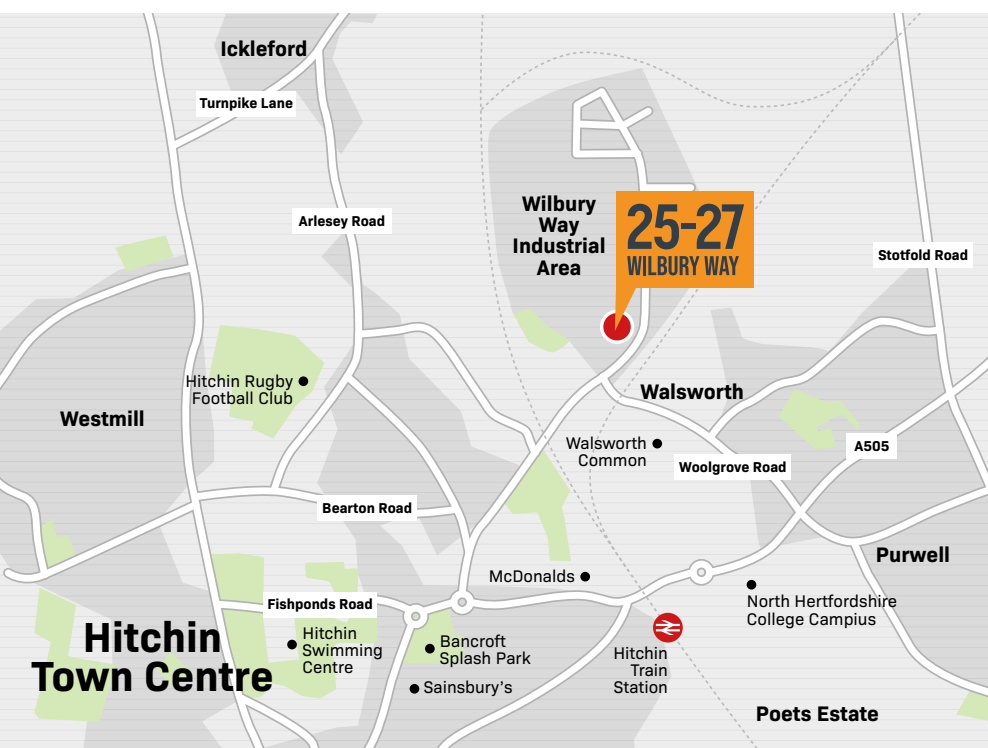 Ickleford
Turnpike Lane
Arlesey Road
Wilbury
Way
Industrial
Area
25-27
WILBURY WAY
Stotfold Road
Hitchin Rugby
Football Club
Westmill
Walsworth
Walsworth
Common
A505
Woolgrove Road
Bearton Road
Purwell
McDonalds
North Hertfordshire
College Campius
Fishponds Road
Hitchin
Town Centre
Hitchin
Swimming
Centre
Bancroft
Splash Park
Sainsbury's
Hitchin
Train
Station
Poets Estate